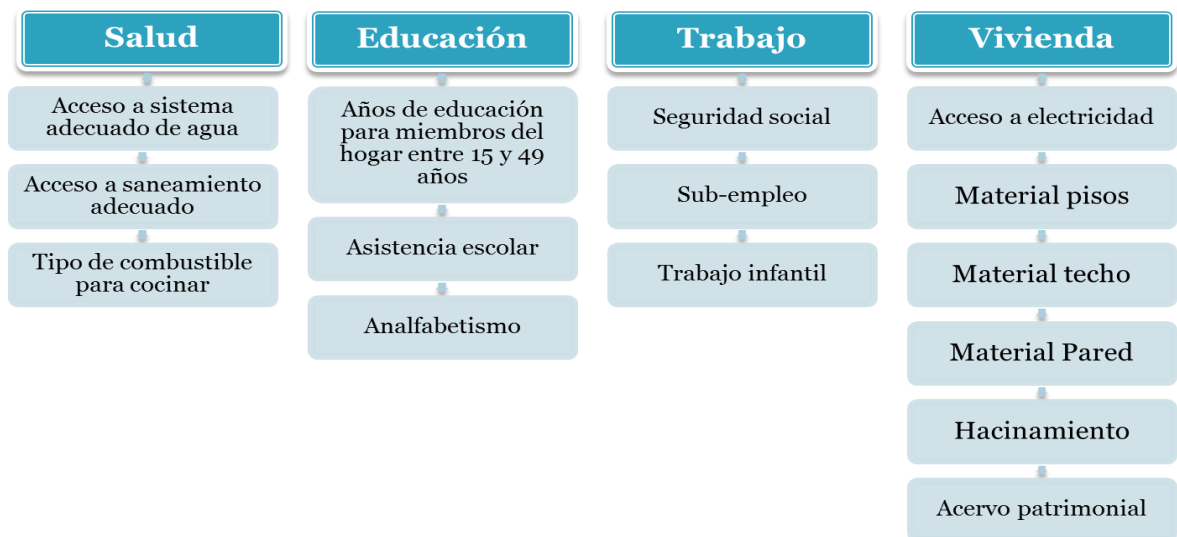 Salud
Acceso a sistema
adecuado de agua
Acceso a saneamiento
adecuado
Tipo de combustible
para cocinar
Educación
Años de educación
para miembros del
hogar entre 15 y 49
años
Asistencia escolar
Analfabetismo
Trabajo
Seguridad social
Sub-empleo
Trabajo infantil
Vivienda
Acceso a electricidad
Material pisos
Material techo
Material Pared
Hacinamiento
Acervo patrimonial